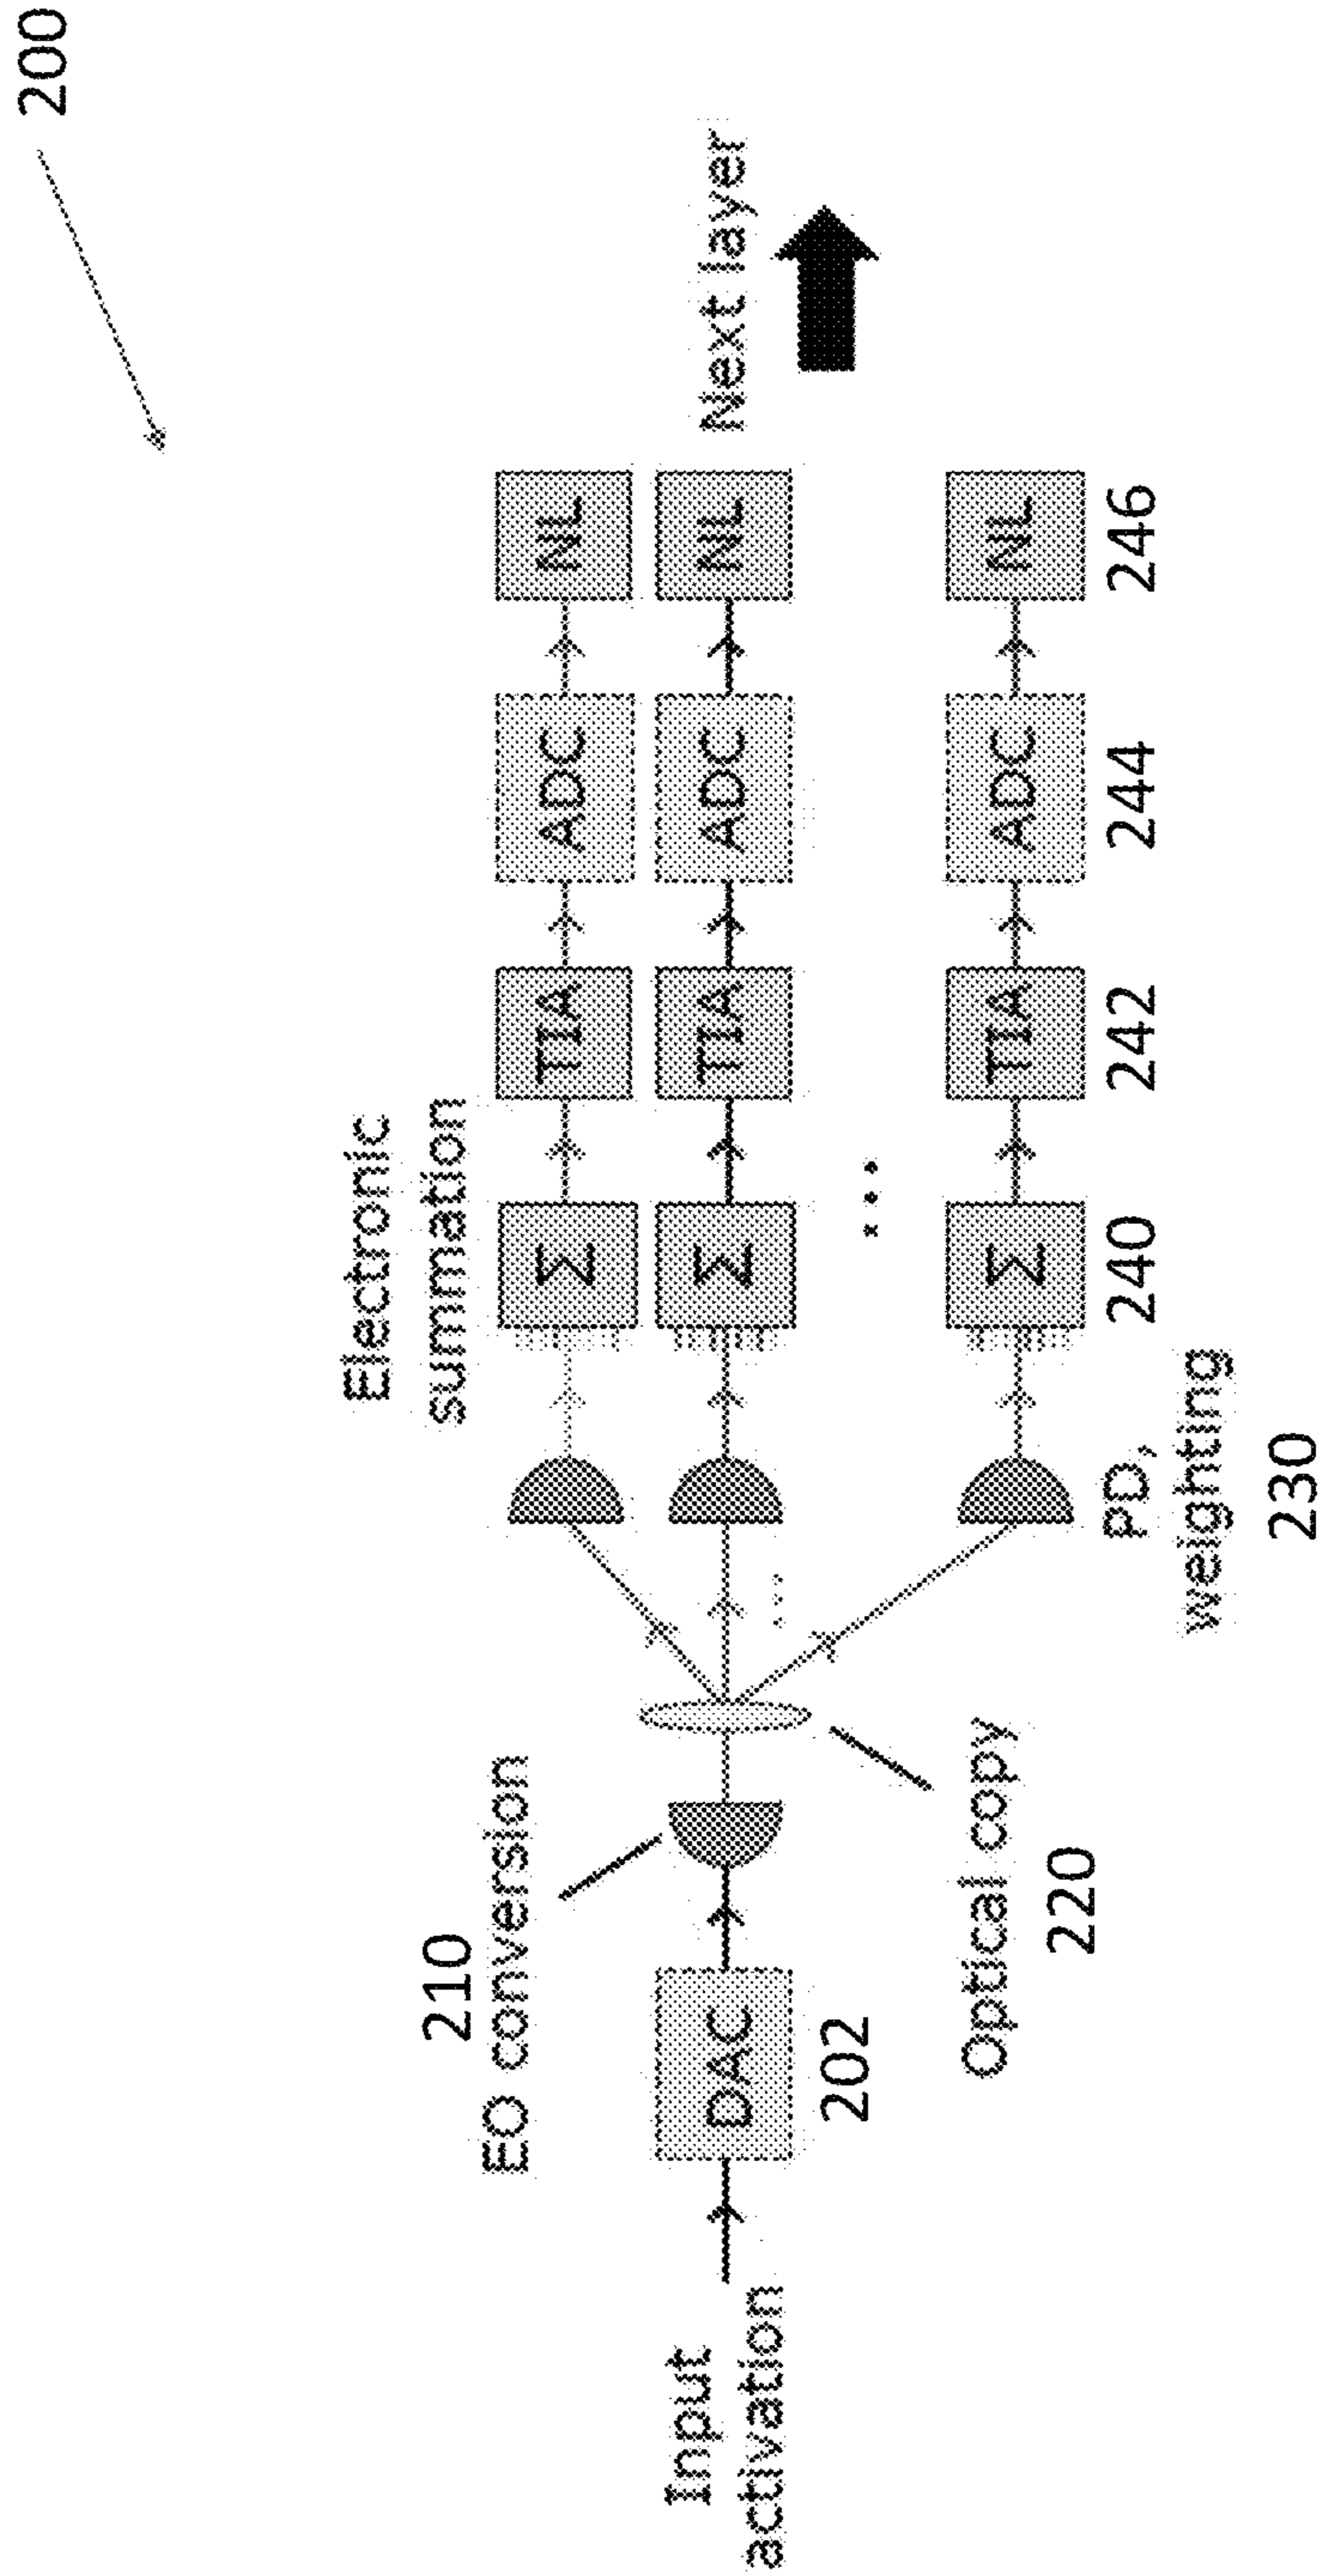 200
Electronic
summation
210
EO conversion
Input
activation
DAC
202
Optical copy
220
PD,
weighting
230
Σ TIA ADC NL
Σ TIA ADC NL
...
...
Σ TIA ADC NL
240 242 244 246
Next layer